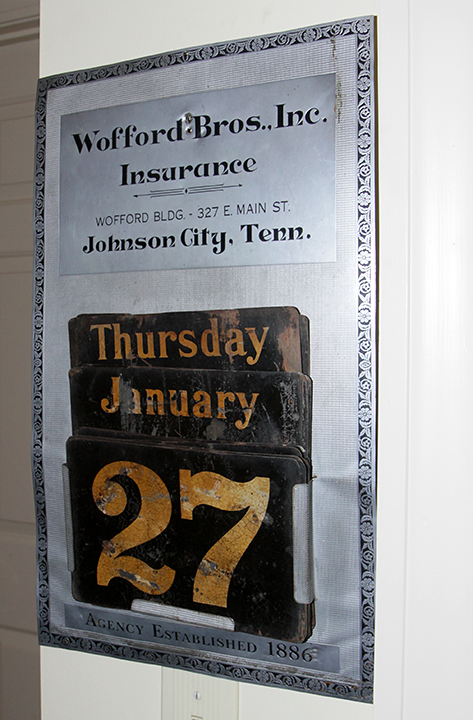 Wofford Bros., Inc.
Insurance
WOFFORD BLDG. - 327 E. MAIN ST.
Johnson City, Tenn.
Thursday
January
27
AGENCY ESTABLISHED 1886